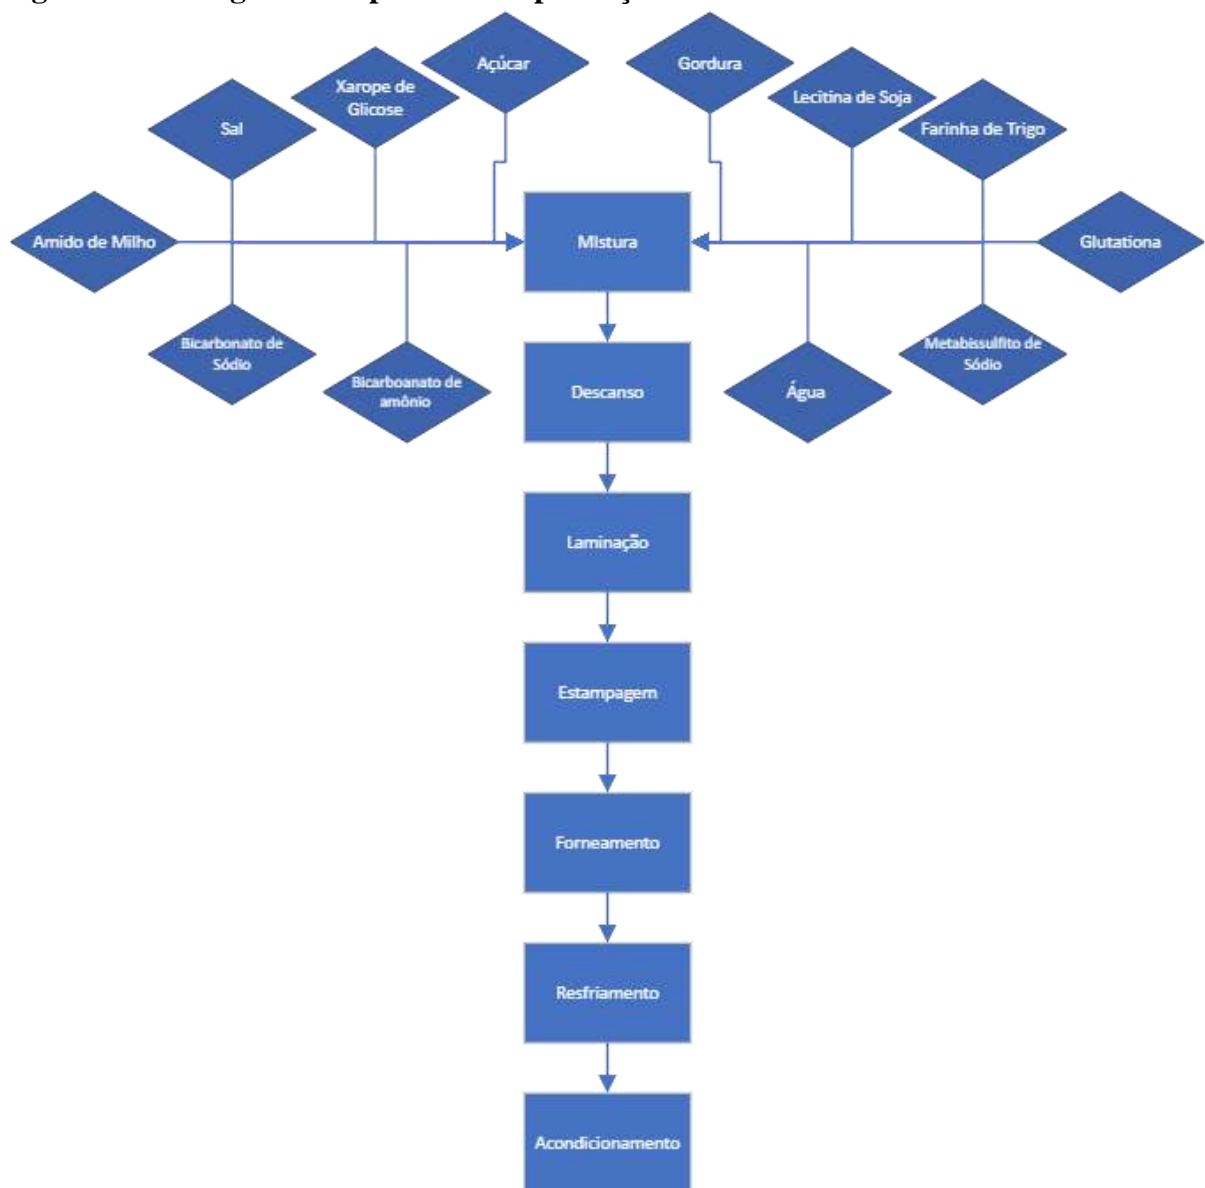 Açúcar
Gordura
Xarope de
Glicose
Lecitina de Soja
Sal
Farinha de Trigo
Amido de Milho
MIstura
Glutationa
Bicarbonato de
Sódio
Metabissulfito de
Sódio
Bicarboanato de
amônio
Descanso
Água
Laminação
Estampagem
Forneamento
Resfriamento
Acondicionamento